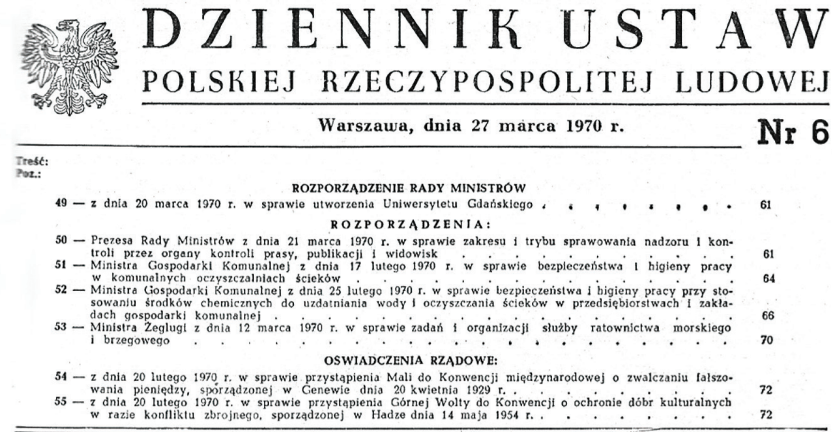 DZIENNIK USTAW
POLSKIEJ RZECZYPOSPOLITEJ LUDOWEJ
Warszawa, dnia 27 marca 1970 r.
Nr 6
Treść:
Poz.:
ROZPORZĄDZENIE RADY MINISTRÓW
49 — z dnia 20 marca 1970 r. w sprawie utworzenia Uniwersytetu Gdańskiego . . . . . . . . 61
ROZPORZĄDZENIA:
50 — Prezesa Rady Ministrów z dnia 21 marca 1970 r. w sprawie zakresu i trybu sprawowania nadzoru i kon-
troli przez organy kontroli prasy, publikacji i widowisk . . . . . . . . . . . 61
51 — Ministra Gospodarki Komunalnej z dnia 17 lutego 1970 r. w sprawie bezpieczeństwa i higieny pracy
w komunalnych oczyszczalniach ścieków . . . . . . . . . . . . . 64
52 — Ministra Gospodarki Komunalnej z dnia 25 lutego 1970 r. w sprawie bezpieczeństwa i higieny pracy przy sto-
sowaniu środków chemicznych do uzdatniania wody i oczyszczania ścieków w przedsiębiorstwach i zakła-
dach gospodarki komunalnej . . . . . . . . . . . . . . . 66
53 — Ministra Żeglugi z dnia 12 marca 1970 r. w sprawie zadań i organizacji służby ratownictwa morskiego
i brzegowego . . . . . . . . . . . . . . . . . 70
OŚWIADCZENIA RZĄDOWE:
54 — z dnia 20 lutego 1970 r. w sprawie przystąpienia Mali do Konwencji międzynarodowej o zwalczaniu fałszo-
wania pieniędzy, sporządzonej w Genewie dnia 20 kwietnia 1929 r. . . . . . . . . . 72
55 — z dnia 20 lutego 1970 r. w sprawie przystąpienia Górnej Wolty do Konwencji o ochronie dóbr kulturalnych
w razie konfliktu zbrojnego, sporządzonej w Hadze dnia 14 maja 1954 r. . . . . . . . 72